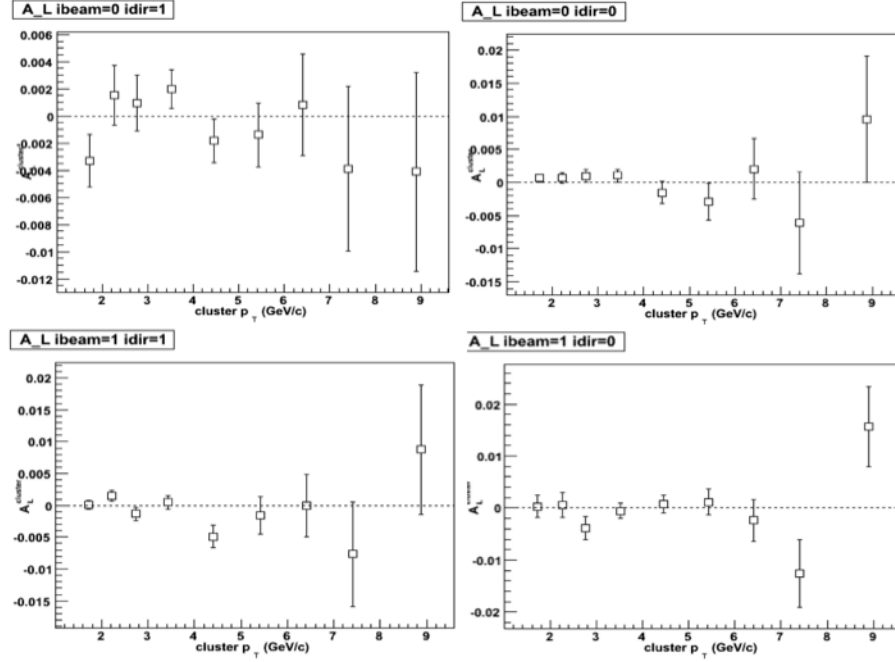 A_L ibeam=0 idir=1
0.006
0.004
0.002
0
0.002
0.004
0.006
-0.008
-0.01
-0.012
2 3 4 5 6 7 8 9
cluster p T (GeV/c)
A_L ibeam=0 idir=0
0.02
0.015
0.01
0.005
0
-0.005
-0.01
-0.015
A L cluster
2 3 4 5 6 7 8 9
cluster p T (GeV/c)
A_L ibeam=1 idir=1
0.02
0.015
0.01
0.005
0
-0.005
-0.01
-0.015
A L cluster
2 3 4 5 6 7 8 9
cluster p T (GeV/c)
A_L ibeam=1 idir=0
0.02
0.01
0
-0.01
-0.02
A L cluster
2 3 4 5 6 7 8 9
cluster p T (GeV/c)